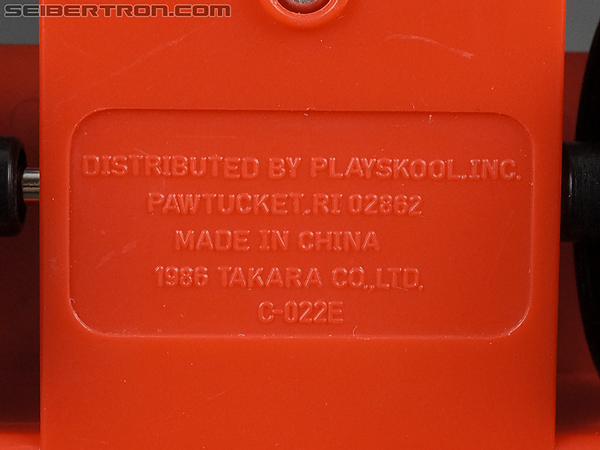 SEIBERTRON.COM
DISTRIBUTED BY PLAYSKOOL.INC.
PAWTUCKET.RI 02862
MADE IN CHINA
1986 TAKARA CO.,LTD.
C-022E